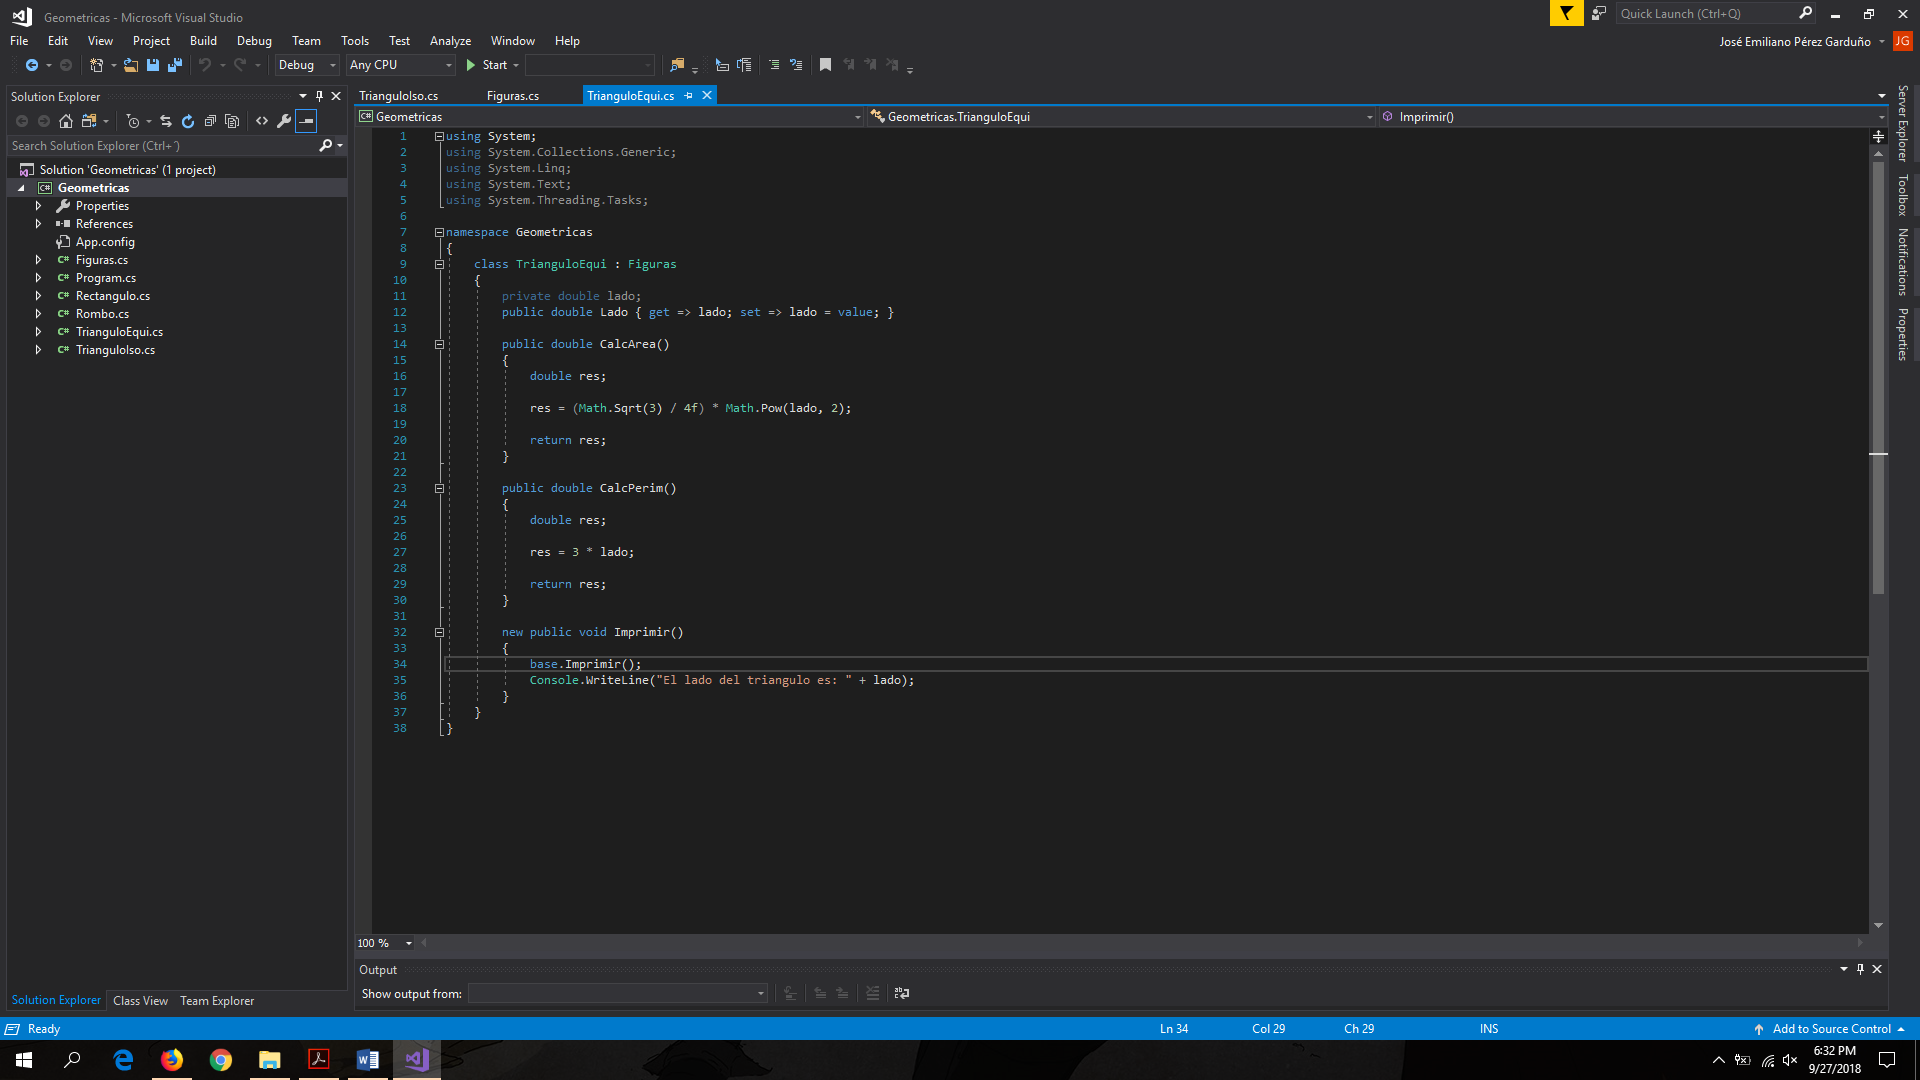 Geometricas - Microsoft Visual Studio
Quick Launch (Ctrl+Q)
File Edit View Project Build Debug Team Tools Test Analyze Window Help
José Emiliano Pérez Garduño JG
Debug Any CPU Start
Solution Explorer
Search Solution Explorer (Ctrl+´)
Solution 'Geometricas' (1 project)
C# Geometricas
Properties
References
App.config
C# Figuras.cs
C# Program.cs
C# Rectangulo.cs
C# Rombo.cs
C# TrianguloEqui.cs
C# TrianguloIso.cs
Solution Explorer Class View Team Explorer
TrianguloIso.cs Figuras.cs TrianguloEqui.cs
C# Geometricas Geometricas.TrianguloEqui Imprimir()
1 using System;
2 using System.Collections.Generic;
3 using System.Linq;
4 using System.Text;
5 using System.Threading.Tasks;
6
7 namespace Geometricas
8 {
9 class TrianguloEqui : Figuras
10 {
11 private double lado;
12 public double Lado { get => lado; set => lado = value; }
13
14 public double CalcArea()
15 {
16 double res;
17
18 res = (Math.Sqrt(3) / 4f) * Math.Pow(lado, 2);
19
20 return res;
21 }
22
23 public double CalcPerim()
24 {
25 double res;
26
27 res = 3 * lado;
28
29 return res;
30 }
31
32 new public void Imprimir()
33 {
34 base.Imprimir();
35 Console.WriteLine("El lado del triangulo es: " + lado);
36 }
37 }
38 }
100 %
Output
Show output from:
Server Explorer
Toolbox
Notifications
Properties
Ready Ln 34 Col 29 Ch 29 INS Add to Source Control
6:32 PM
9/27/2018